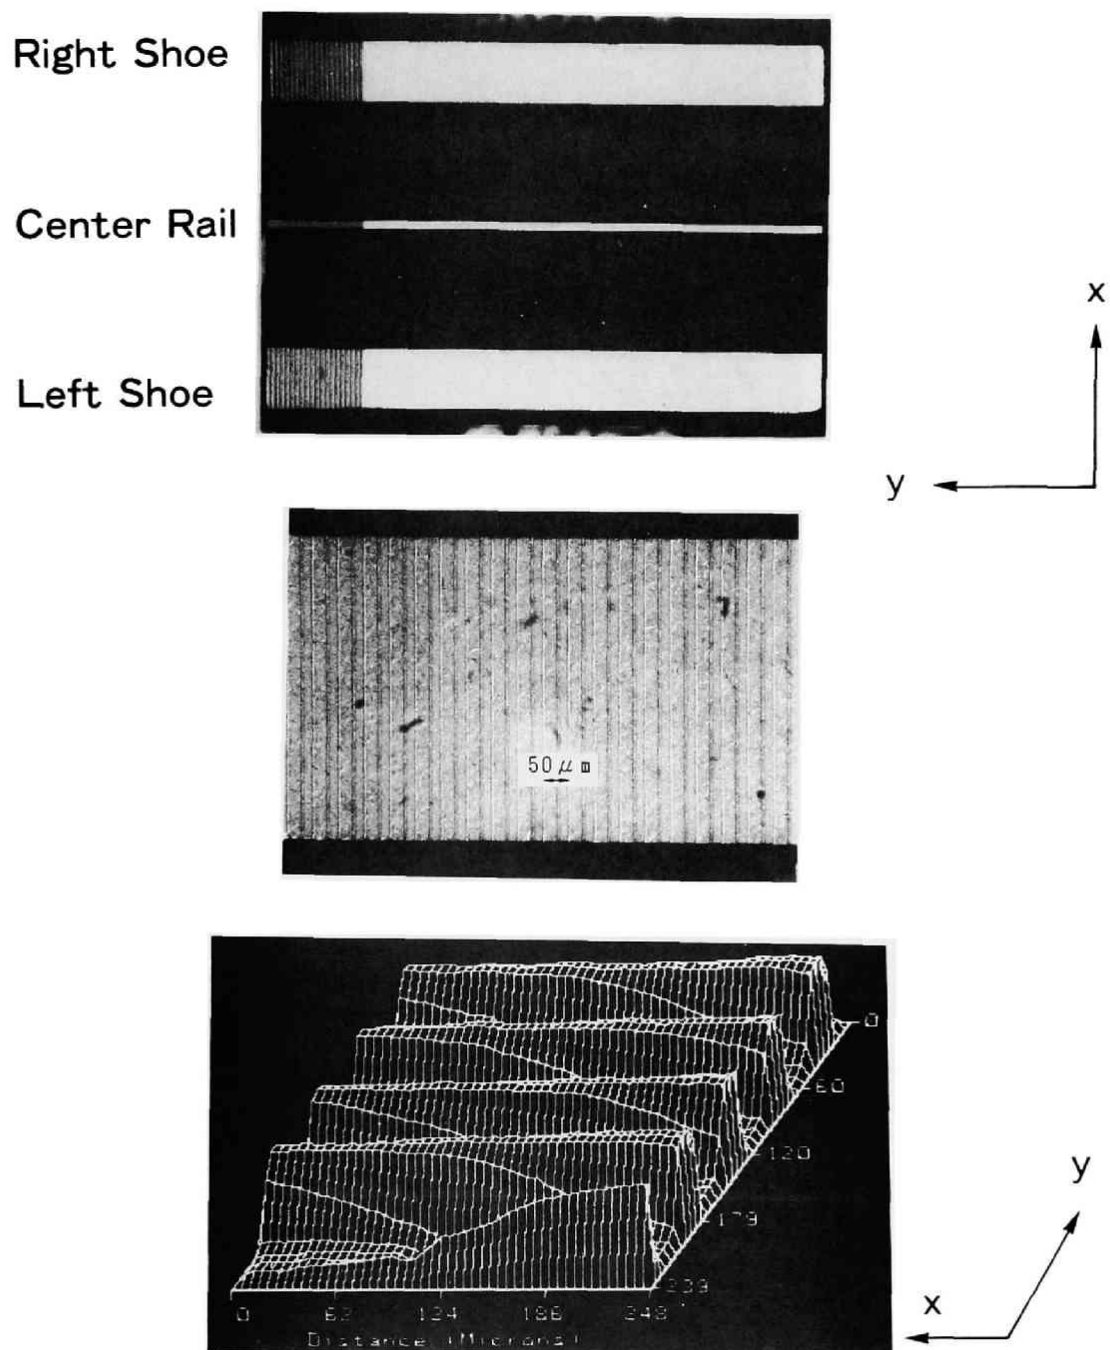 Right Shoe
Center Rail
Left Shoe
x
y
50 μm
0
60
120
179
239
0 62 124 186 248
Distance (Microns)
y
x